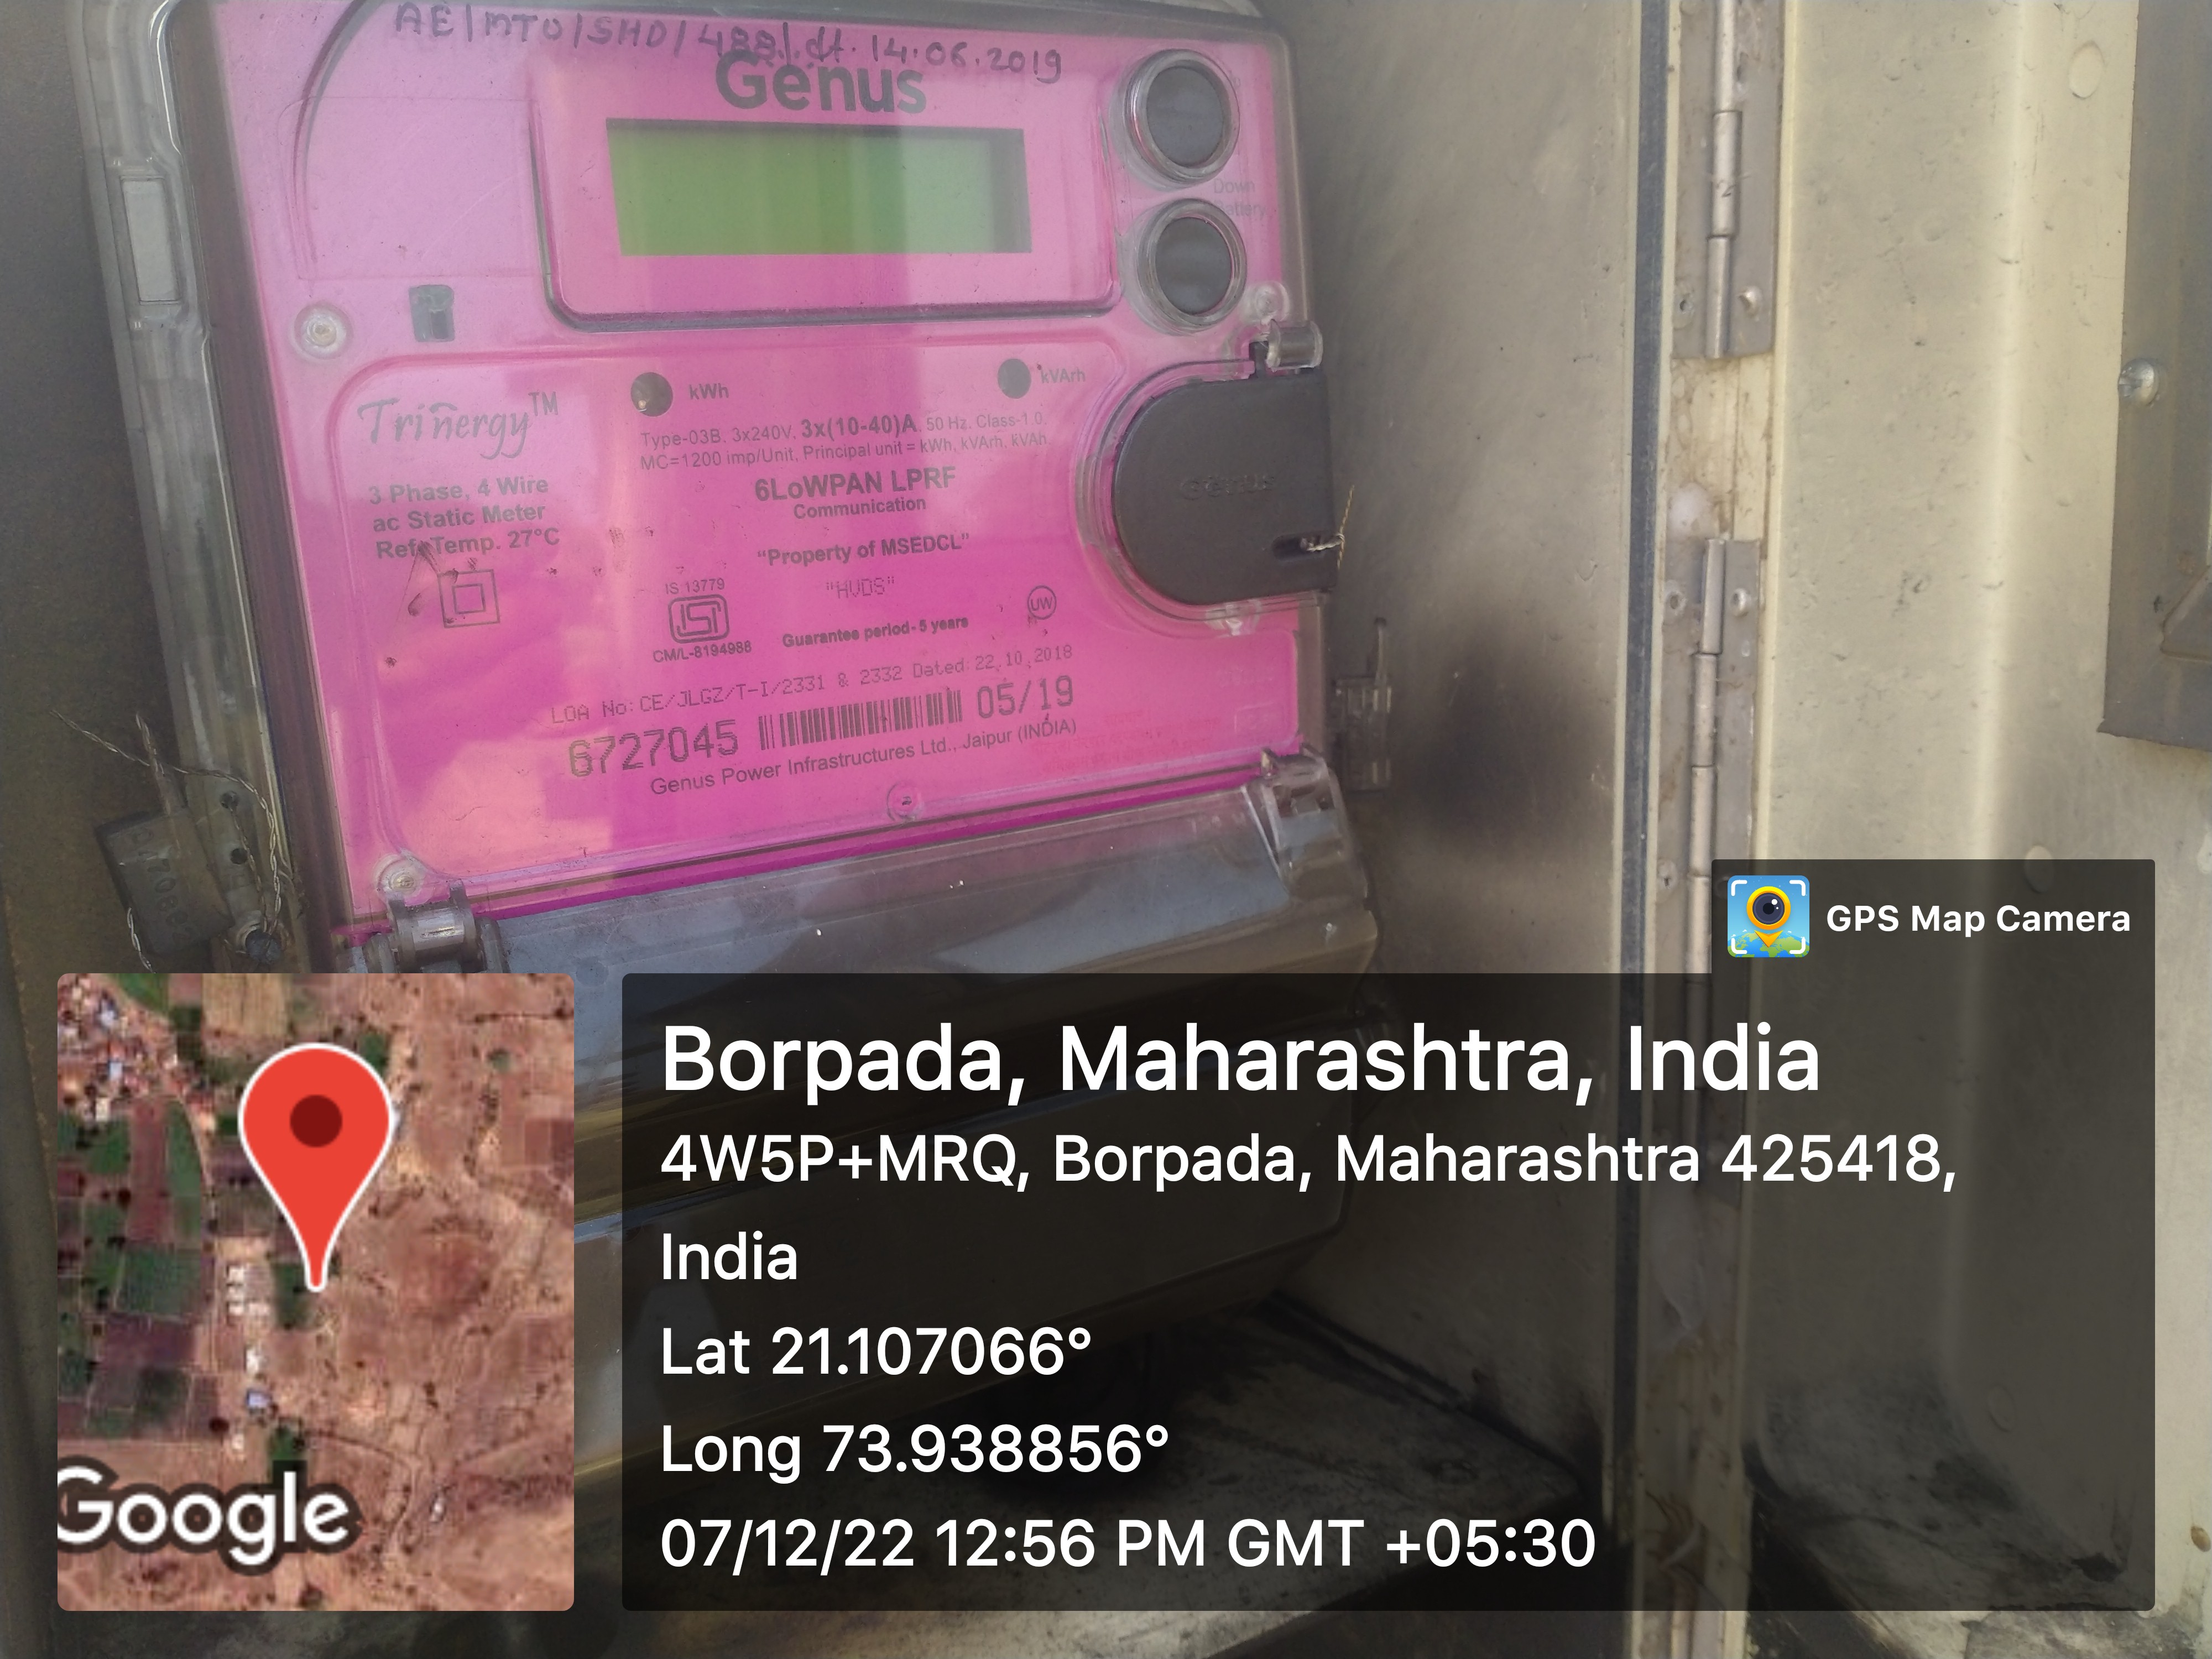 AE/MTU/SHD/488/.dt. 14.06.2019
Genus
Down
kWh
kVArh
Trinergy™
Type-03B, 3x240V, 3x(10-40)A, 50 Hz, Class-1.0,
MC=1200 imp/Unit, Principal unit = kWh, kVArh, kVAh
3 Phase, 4 Wire
ac Static Meter
Ref. Temp. 27°C
6LoWPAN LPRF
Communication
"Property of MSEDCL"
"HVDS"
IS 13779
ISI
CM/L-8194988
UW
Guarantee period- 5 years
LOA No:CE/JLGZ/T-I/2331 & 2332 Dated:22.10.2018
6727045 05/19
Genus Power Infrastructures Ltd., Jaipur (INDIA)
GENUS
GPS Map Camera
Borpada, Maharashtra, India
4W5P+MRQ, Borpada, Maharashtra 425418,
India
Lat 21.107066°
Long 73.938856°
07/12/22 12:56 PM GMT +05:30
Google